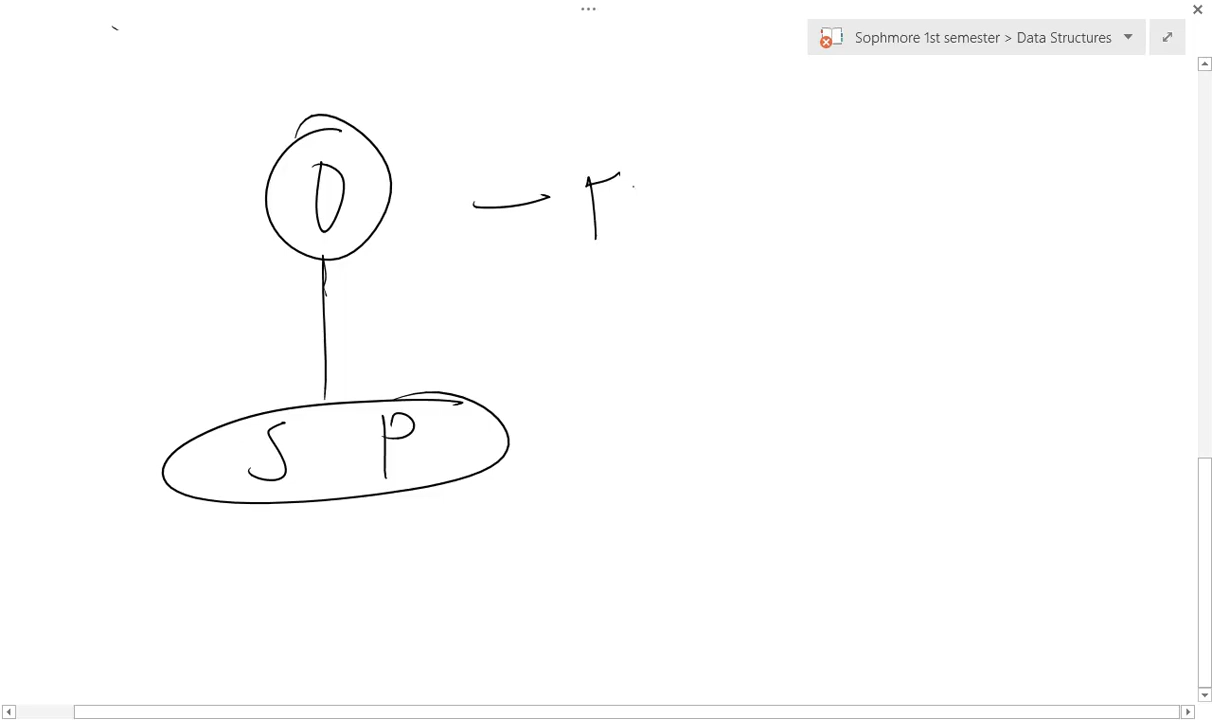 Sophmore 1st semester > Data Structures
D — r
S P